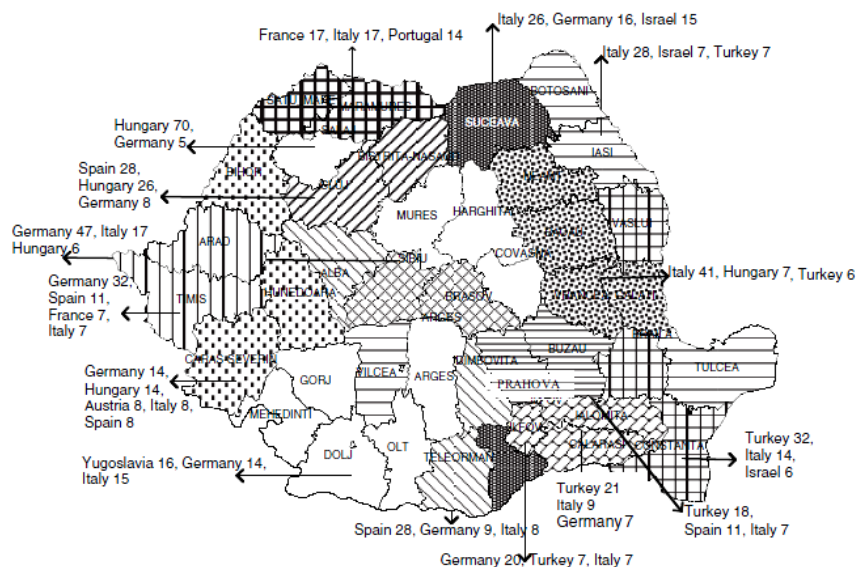 Italy 26, Germany 16, Israel 15
France 17, Italy 17, Portugal 14
Italy 28, Israel 7, Turkey 7
BOTOSANI
SATU MARE
MARAMURES
SUCEAVA
Hungary 70,
Germany 5
IASI
BISTRITA-NASAUD
BIHOR
Spain 28,
Hungary 26,
Germany 8
CLUJ
MURES
HARGHITA
VASLUI
Germany 47, Italy 17
Hungary 6
ARAD
SIBIU
COVASNA
ALBA
Italy 41, Hungary 7, Turkey 6
Germany 32,
Spain 11,
France 7,
Italy 7
TIMIS
HUNEDOARA
BRASOV
VRANCEA
GALATI
ARGES
CARAS-SEVERIN
BUZAU
TULCEA
Germany 14,
Hungary 14,
Austria 8, Italy 8,
Spain 8
GORJ
VILCEA
ARGES
DIMBOVITA
PRAHOVA
MEHEDINTI
ILFOV
IALOMITA
DOLJ
OLT
TELEORMAN
CALARASI
CONSTANTA
Turkey 32,
Italy 14,
Israel 6
Yugoslavia 16, Germany 14,
Italy 15
Turkey 21
Italy 9
Germany 7
Turkey 18,
Spain 11, Italy 7
Spain 28, Germany 9, Italy 8
Germany 20, Turkey 7, Italy 7